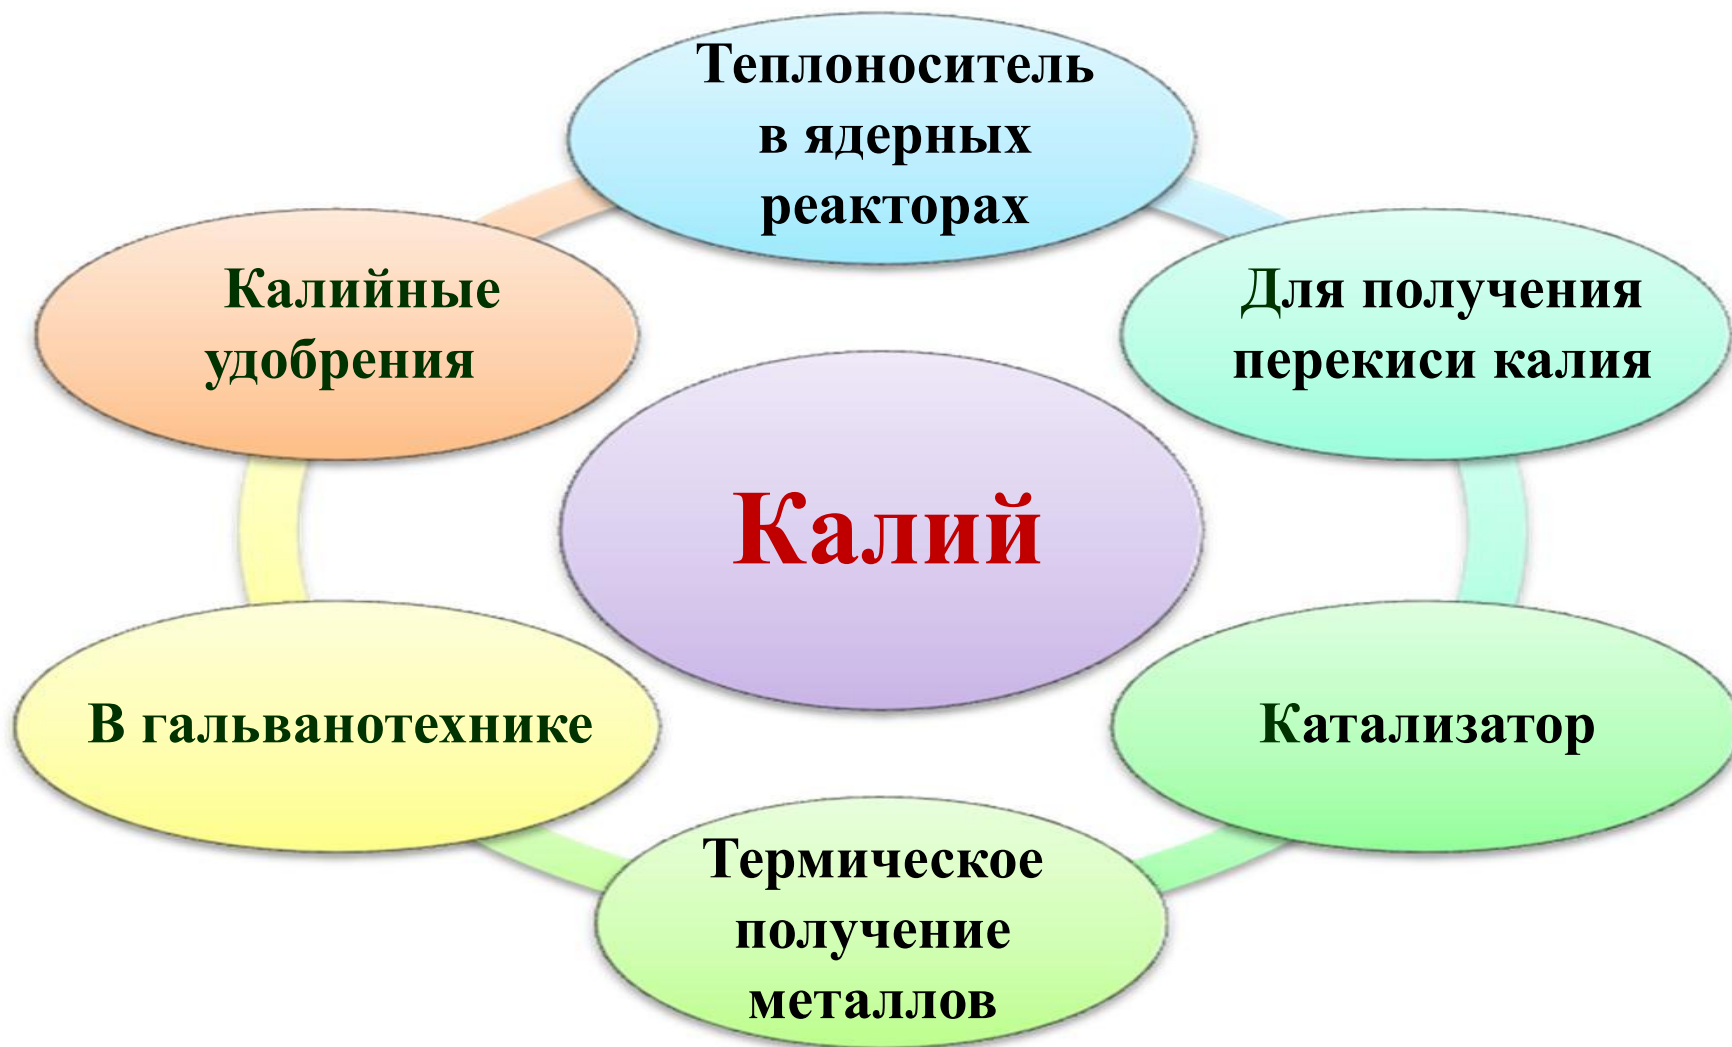 Теплоноситель
в ядерных
реакторах
Калийные
удобрения
Для получения
перекиси калия
Калий
В гальванотехнике
Катализатор
Термическое
получение
металлов